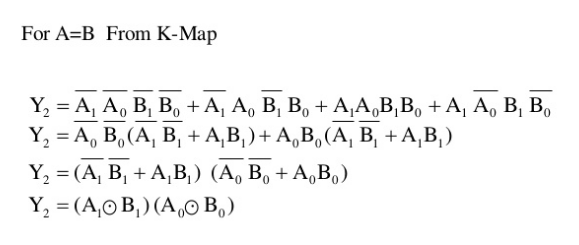 For A=B From K-Map
Y₂ = A̅₁ A̅₀ B̅₁ B̅₀ + A̅₁ A₀ B̅₁ B₀ + A₁A₀B₁B₀ + A₁ A̅₀ B₁ B̅₀
Y₂ = A̅₀ B̅₀(A̅₁ B̅₁ + A₁B₁) + A₀B₀(A̅₁ B̅₁ + A₁B₁)
Y₂ = (A̅₁ B̅₁ + A₁B₁) (A̅₀ B̅₀ + A₀B₀)
Y₂ = (A₁⊙B₁)(A₀⊙B₀)